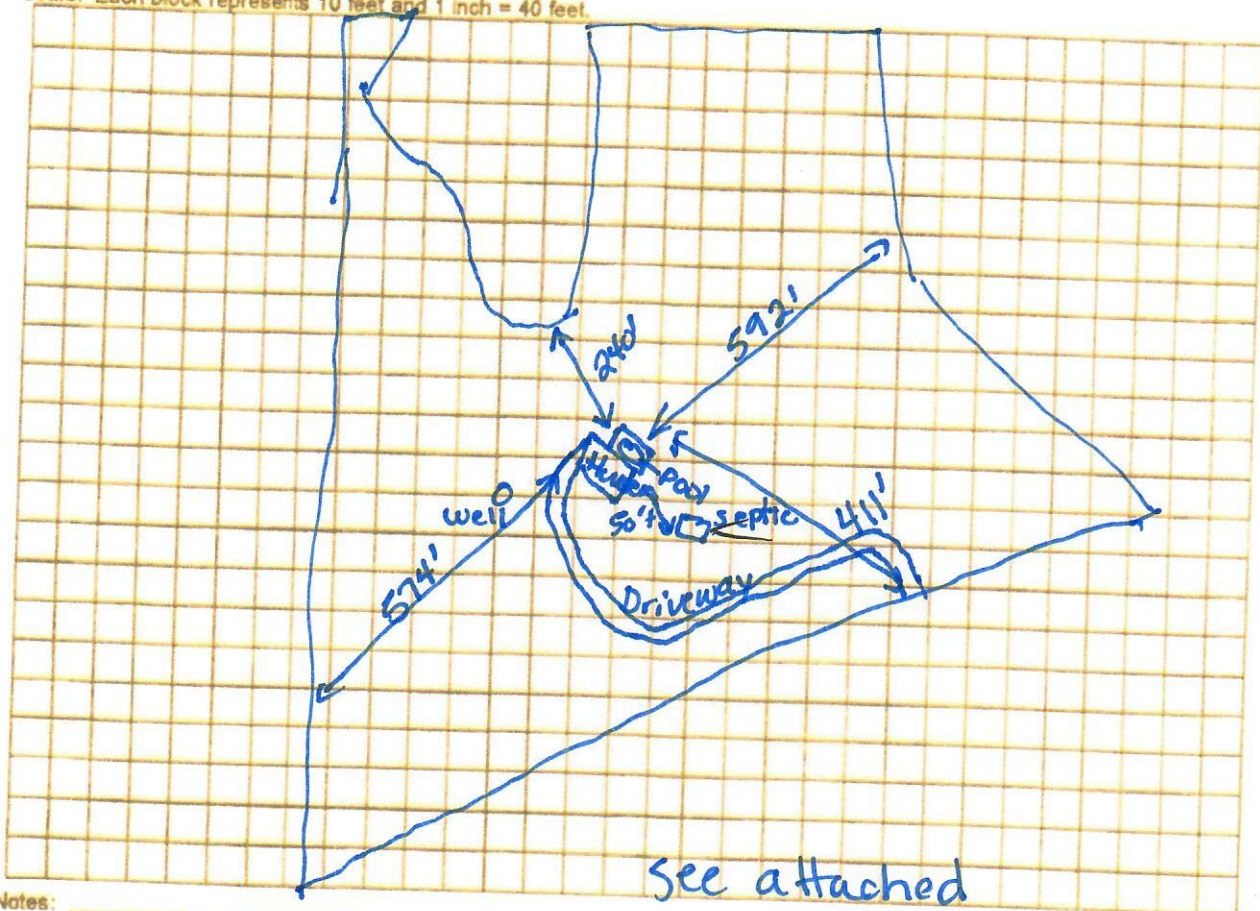 Each block represents 10 feet and 1 inch = 40 feet.
240'
592'
Pool
well
50'+
septic
411'
574'
Driveway
see attached
Notes: